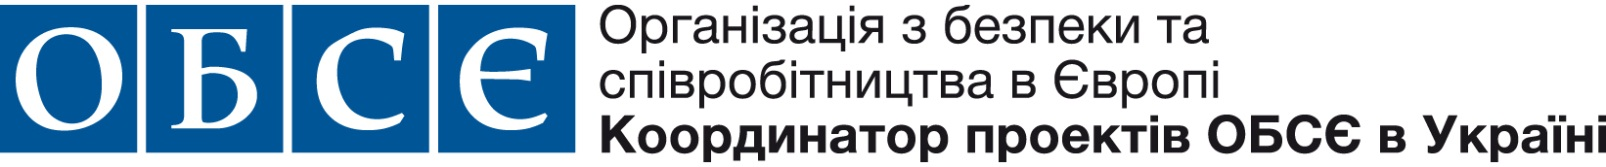 ОБСЄ
Організація з безпеки та
співробітництва в Європі
Координатор проектів ОБСЄ в Україні